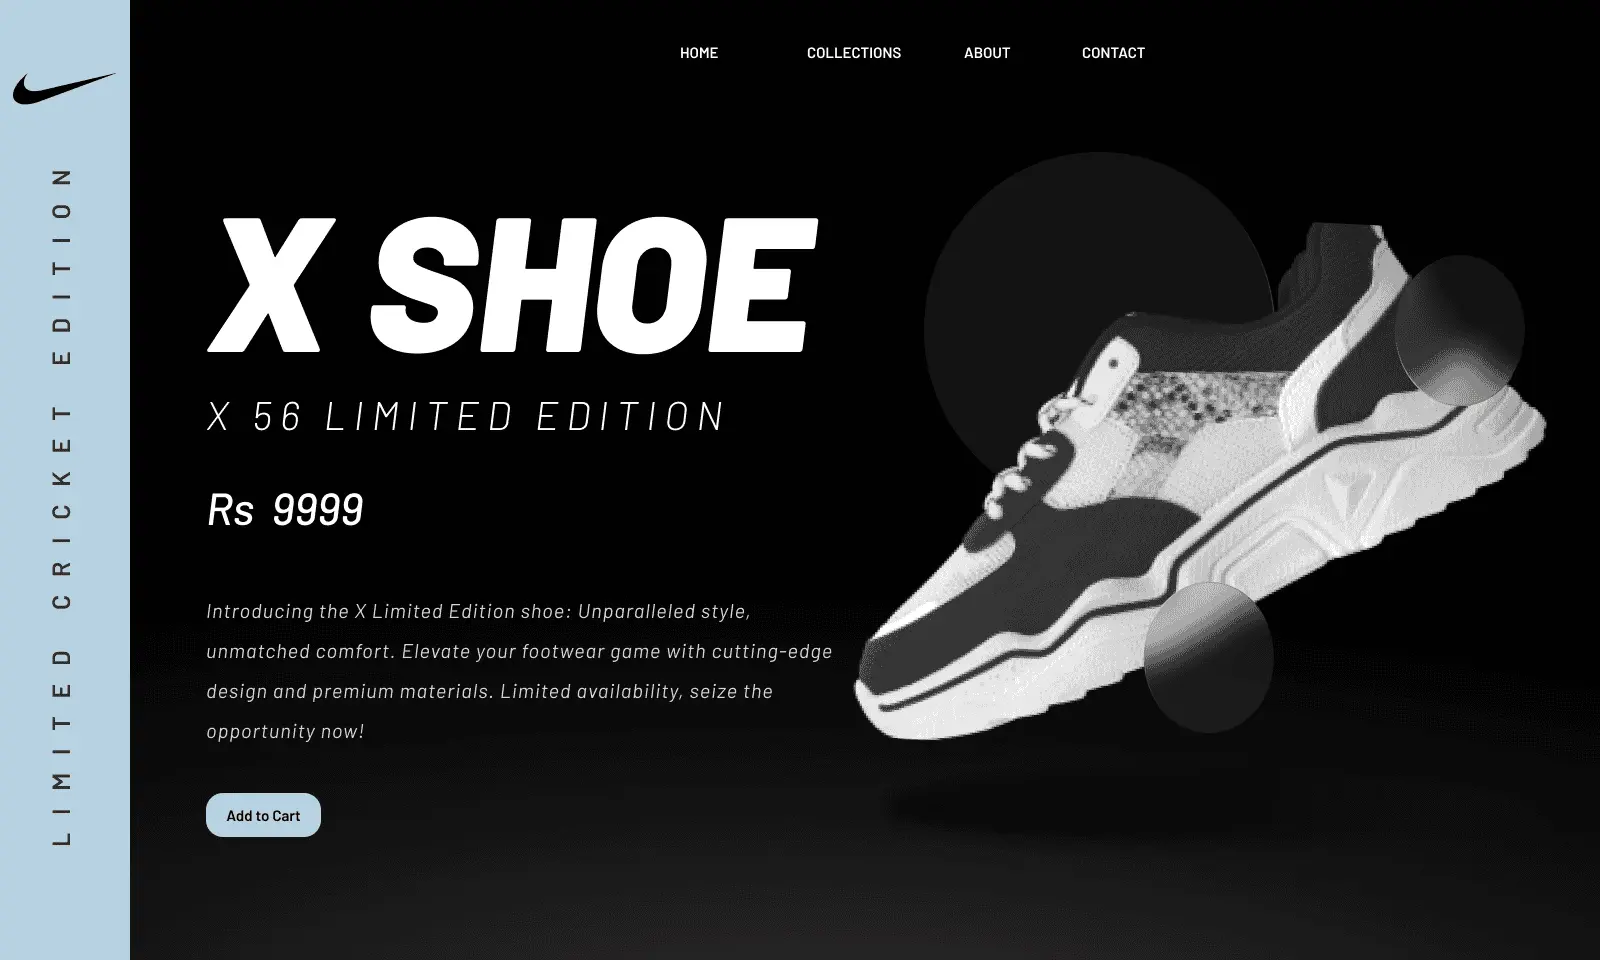 HOME COLLECTIONS ABOUT CONTACT
LIMITED CRICKET EDITION
X SHOE
X 56 LIMITED EDITION
Rs 9999
Introducing the X Limited Edition shoe: Unparalleled style,
unmatched comfort. Elevate your footwear game with cutting-edge
design and premium materials. Limited availability, seize the
opportunity now!
Add to Cart